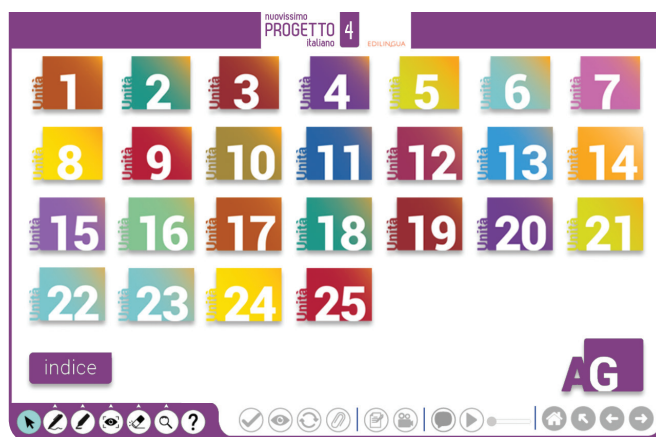 nuovissimo
PROGETTO 4
italiano
EDILINGUA
Unità 1 Unità 2 Unità 3 Unità 4 Unità 5 Unità 6 Unità 7
Unità 8 Unità 9 Unità 10 Unità 11 Unità 12 Unità 13 Unità 14
Unità 15 Unità 16 Unità 17 Unità 18 Unità 19 Unità 20 Unità 21
Unità 22 Unità 23 Unità 24 Unità 25
indice
AG
?